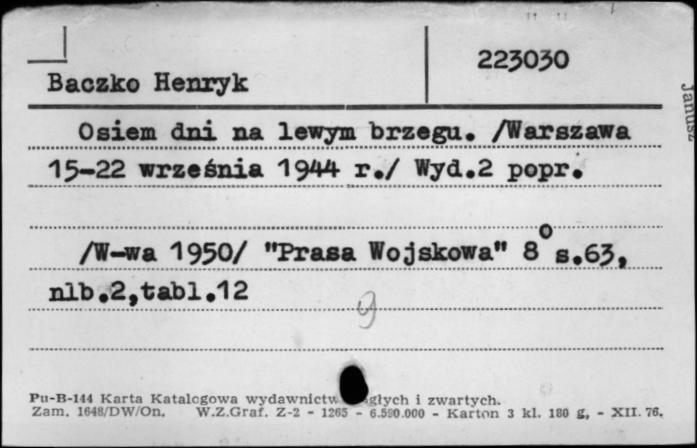 223030
Baczko Henryk
Osiem dni na lewym brzegu. /Warszawa
15-22 września 1944 r./ Wyd.2 popr.
/W-wa 1950/ "Prasa Wojskowa" 8° s.63,
nlb.2,tabl.12
Pu-B-144 Karta Katalogowa wydawnictw i zwartych.
Zam. 1648/DW/On. W.Z.Graf. Z-2 - 1265 - 6.590.000 - Karton 3 kl. 180 g, - XII. 76.
Janusz